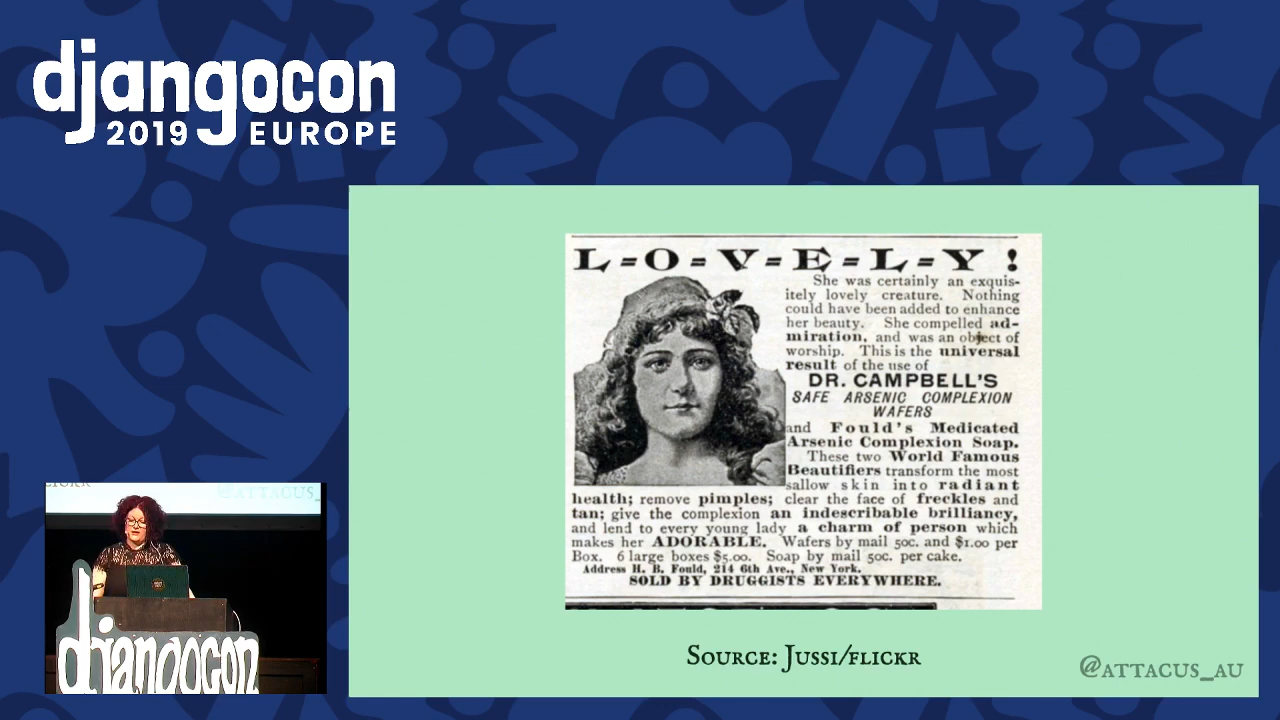 djangocon
2019 EUROPE
L=O=V=E=L=Y!
She was certainly an exquis-
itely lovely creature. Nothing
could have been added to enhance
her beauty. She compelled ad-
miration, and was an object of
worship. This is the universal
result of the use of
DR. CAMPBELL'S
SAFE ARSENIC COMPLEXION
WAFERS
and Fould's Medicated
Arsenic Complexion Soap.
These two World Famous
Beautifiers transform the most
sallow skin into radiant
health; remove pimples; clear the face of freckles and
tan; give the complexion an indescribable brilliancy,
and lend to every young lady a charm of person which
makes her ADORABLE. Wafers by mail 50c. and $1.00 per
Box. 6 large boxes $5.00. Soap by mail 50c. per cake.
Address H. B. Fould, 214 6th Ave., New York.
SOLD BY DRUGGISTS EVERYWHERE.
Source: Jussi/flickr
@attacus_au
djangocon